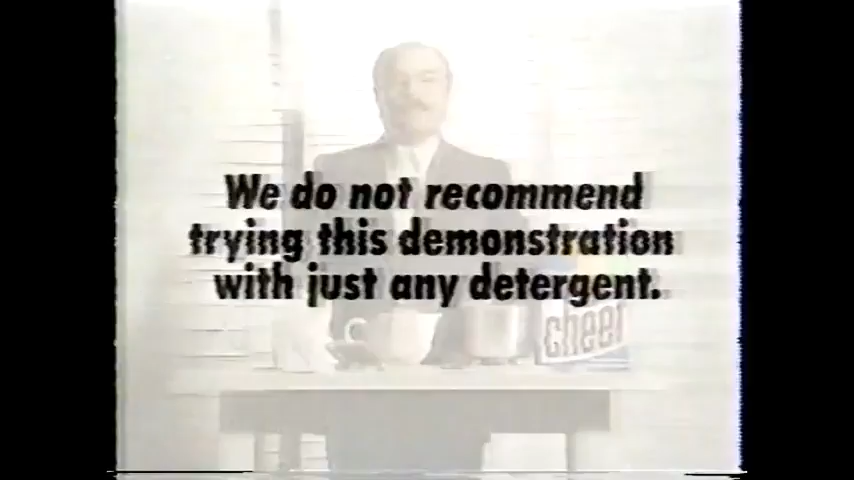 We do not recommend
trying this demonstration
with just any detergent.
cheer